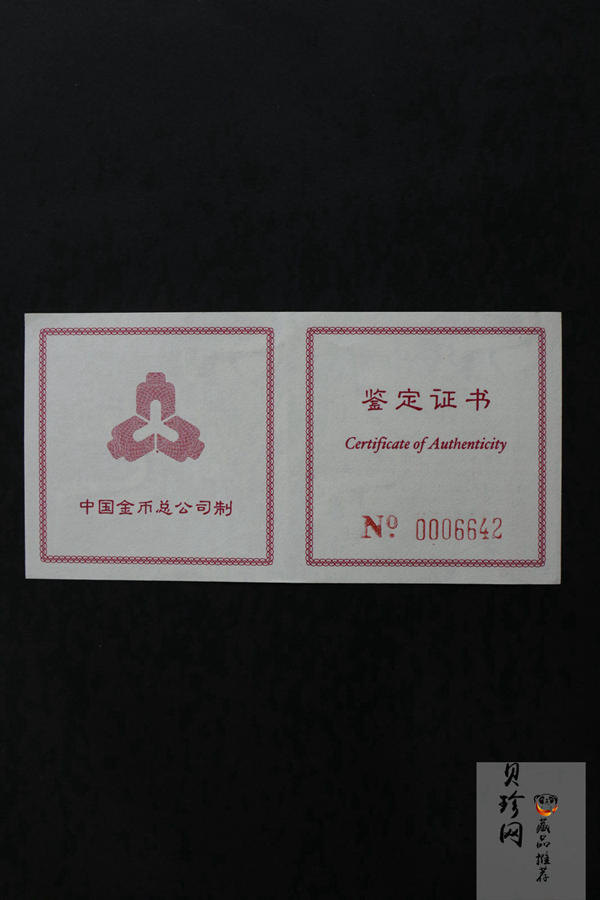 中国金币总公司制
鉴定证书
Certificate of Authenticity
Nº 0006642
贝珍网
藏品推荐